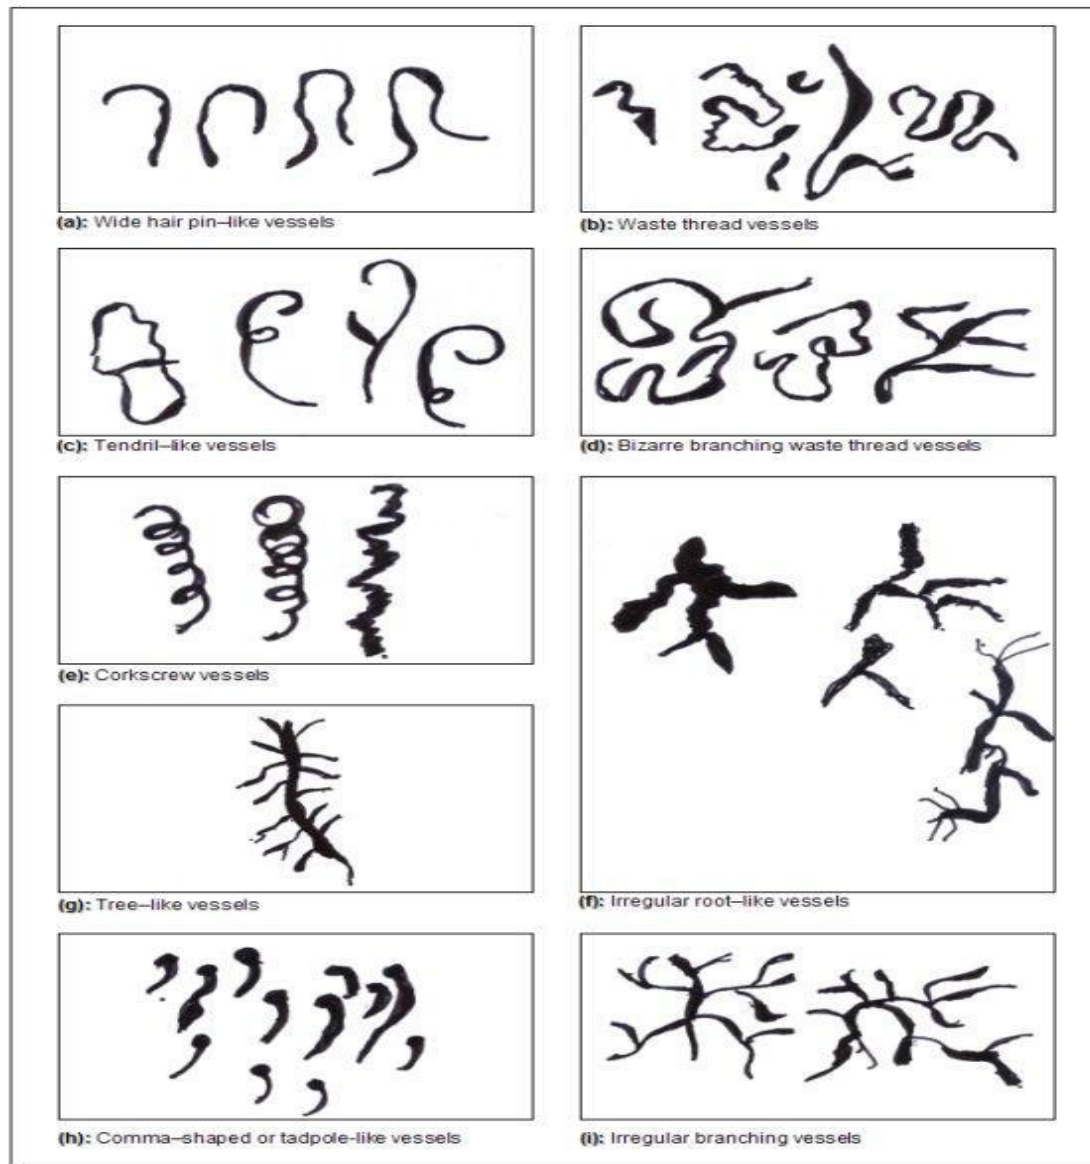 (a): Wide hair pin–like vessels
(b): Waste thread vessels
(c): Tendril–like vessels
(d): Bizarre branching waste thread vessels
(e): Corkscrew vessels
(g): Tree–like vessels
(f): Irregular root–like vessels
(h): Comma–shaped or tadpole-like vessels
(i): Irregular branching vessels